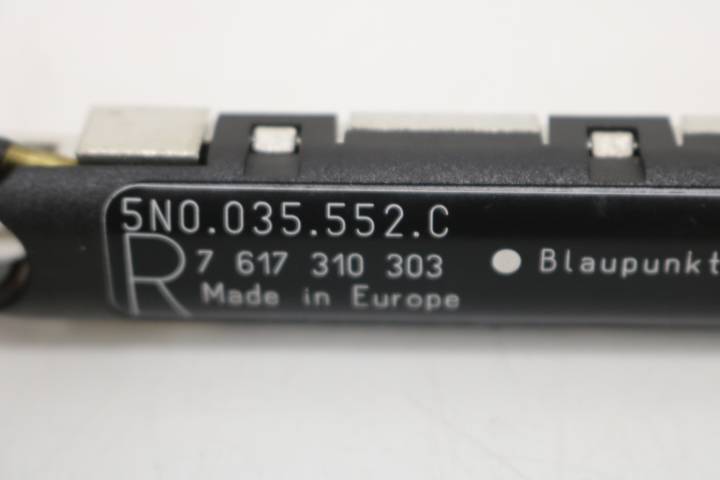 5N0.035.552.C
R 7 617 310 303
Blaupunkt
Made in Europe